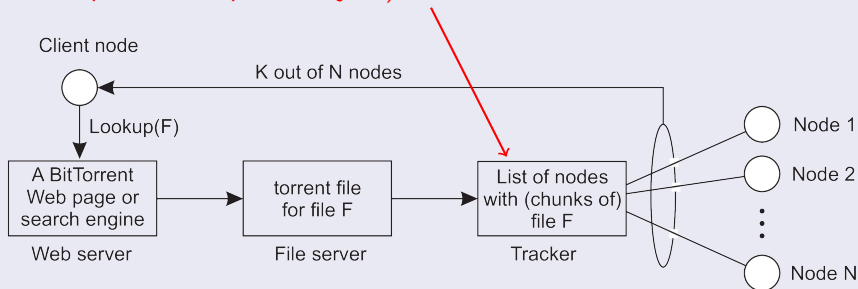 Client node
K out of N nodes
Lookup(F)
Node 1
A BitTorrent
Web page or
search engine
torrent file
for file F
List of nodes
with (chunks of)
file F
Node 2
Web server
File server
Tracker
Node N